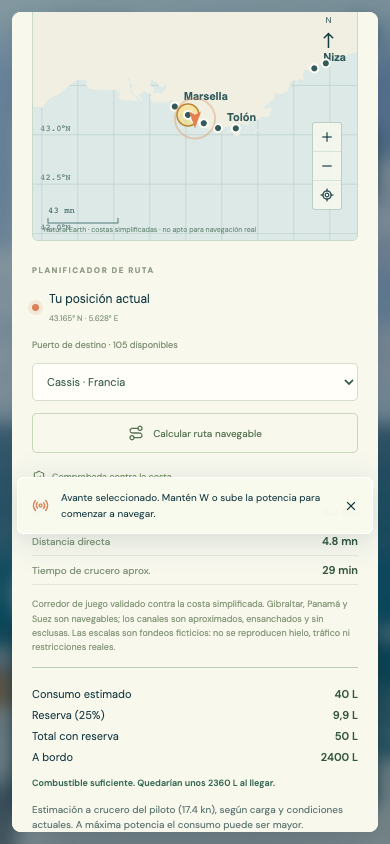 N
Niza
Marsella
Tolón
43.0°N
42.5°N
43 mn
Natural Earth · costas simplificadas · no apto para navegación real
PLANIFICADOR DE RUTA
Tu posición actual
43.165° N · 5.628° E
Puerto de destino · 105 disponibles
Cassis · Francia
Calcular ruta navegable
Comprobada contra la costa
Avante seleccionado. Mantén W o sube la potencia para
comenzar a navegar.
Distancia directa 4.8 mn
Tiempo de crucero aprox. 29 min
Corredor de juego validado contra la costa simplificada. Gibraltar, Panamá y
Suez son navegables; los canales son aproximados, ensanchados y sin
esclusas. Las escalas son fondeos ficticios: no se reproducen hielo, tráfico ni
restricciones reales.
Consumo estimado 40 L
Reserva (25%) 9,9 L
Total con reserva 50 L
A bordo 2400 L
Combustible suficiente. Quedarían unos 2360 L al llegar.
Estimación a crucero del piloto (17.4 kn), según carga y condiciones
actuales. A máxima potencia el consumo puede ser mayor.